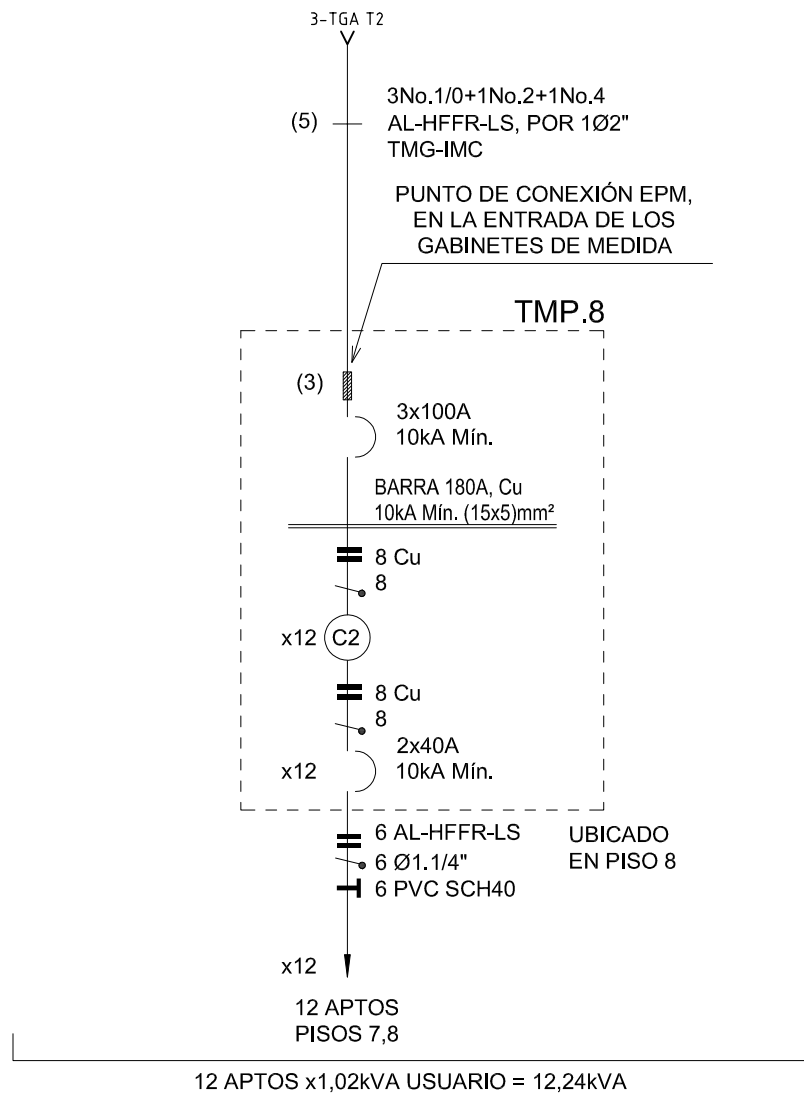 3-TGA T2
(5)
3No.1/0+1No.2+1No.4
AL-HFFR-LS, POR 1Ø2"
TMG-IMC
PUNTO DE CONEXIÓN EPM,
EN LA ENTRADA DE LOS
GABINETES DE MEDIDA
TMP.8
(3)
3x100A
10kA Mín.
BARRA 180A, Cu
10kA Mín. (15x5)mm²
8 Cu
8
x12 C2
8 Cu
8
2x40A
x12 10kA Mín.
6 AL-HFFR-LS
6 Ø1.1/4"
6 PVC SCH40
UBICADO
EN PISO 8
x12
12 APTOS
PISOS 7,8
12 APTOS x1,02kVA USUARIO = 12,24kVA